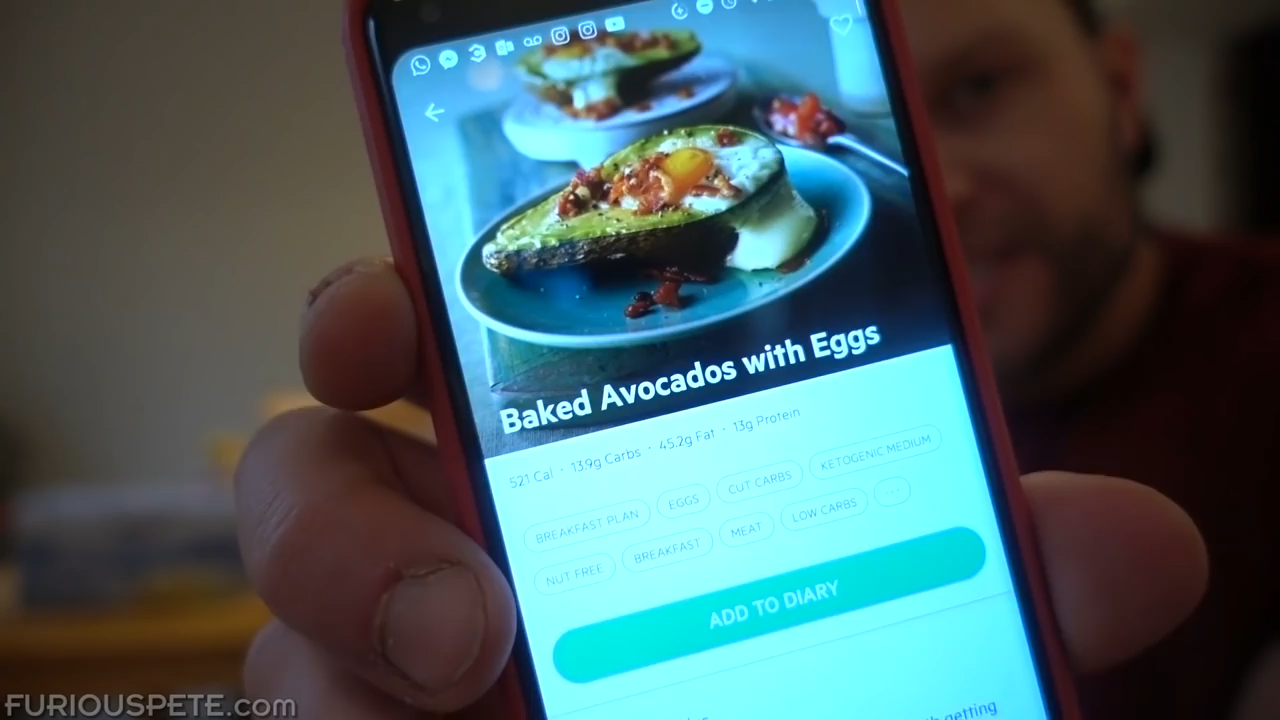 Baked Avocados with Eggs
521 Cal · 13.9g Carbs · 45.2g Fat · 13g Protein
BREAKFAST PLAN EGGS CUT CARBS KETOGENIC MEDIUM
NUT FREE BREAKFAST MEAT LOW CARBS ...
ADD TO DIARY
getting
FURIOUSPETE.com